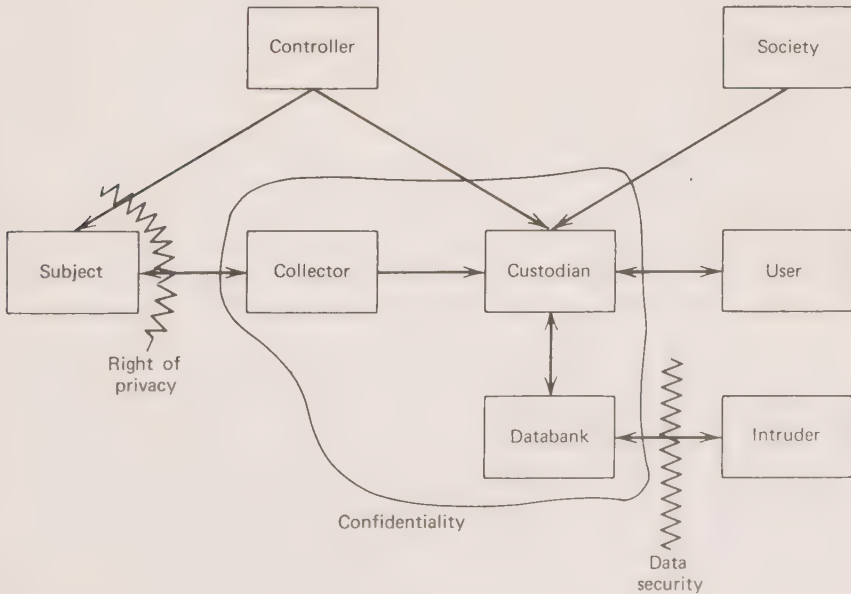 Controller
Society
Subject
Collector
Custodian
User
Right of
privacy
Databank
Intruder
Confidentiality
Data
security